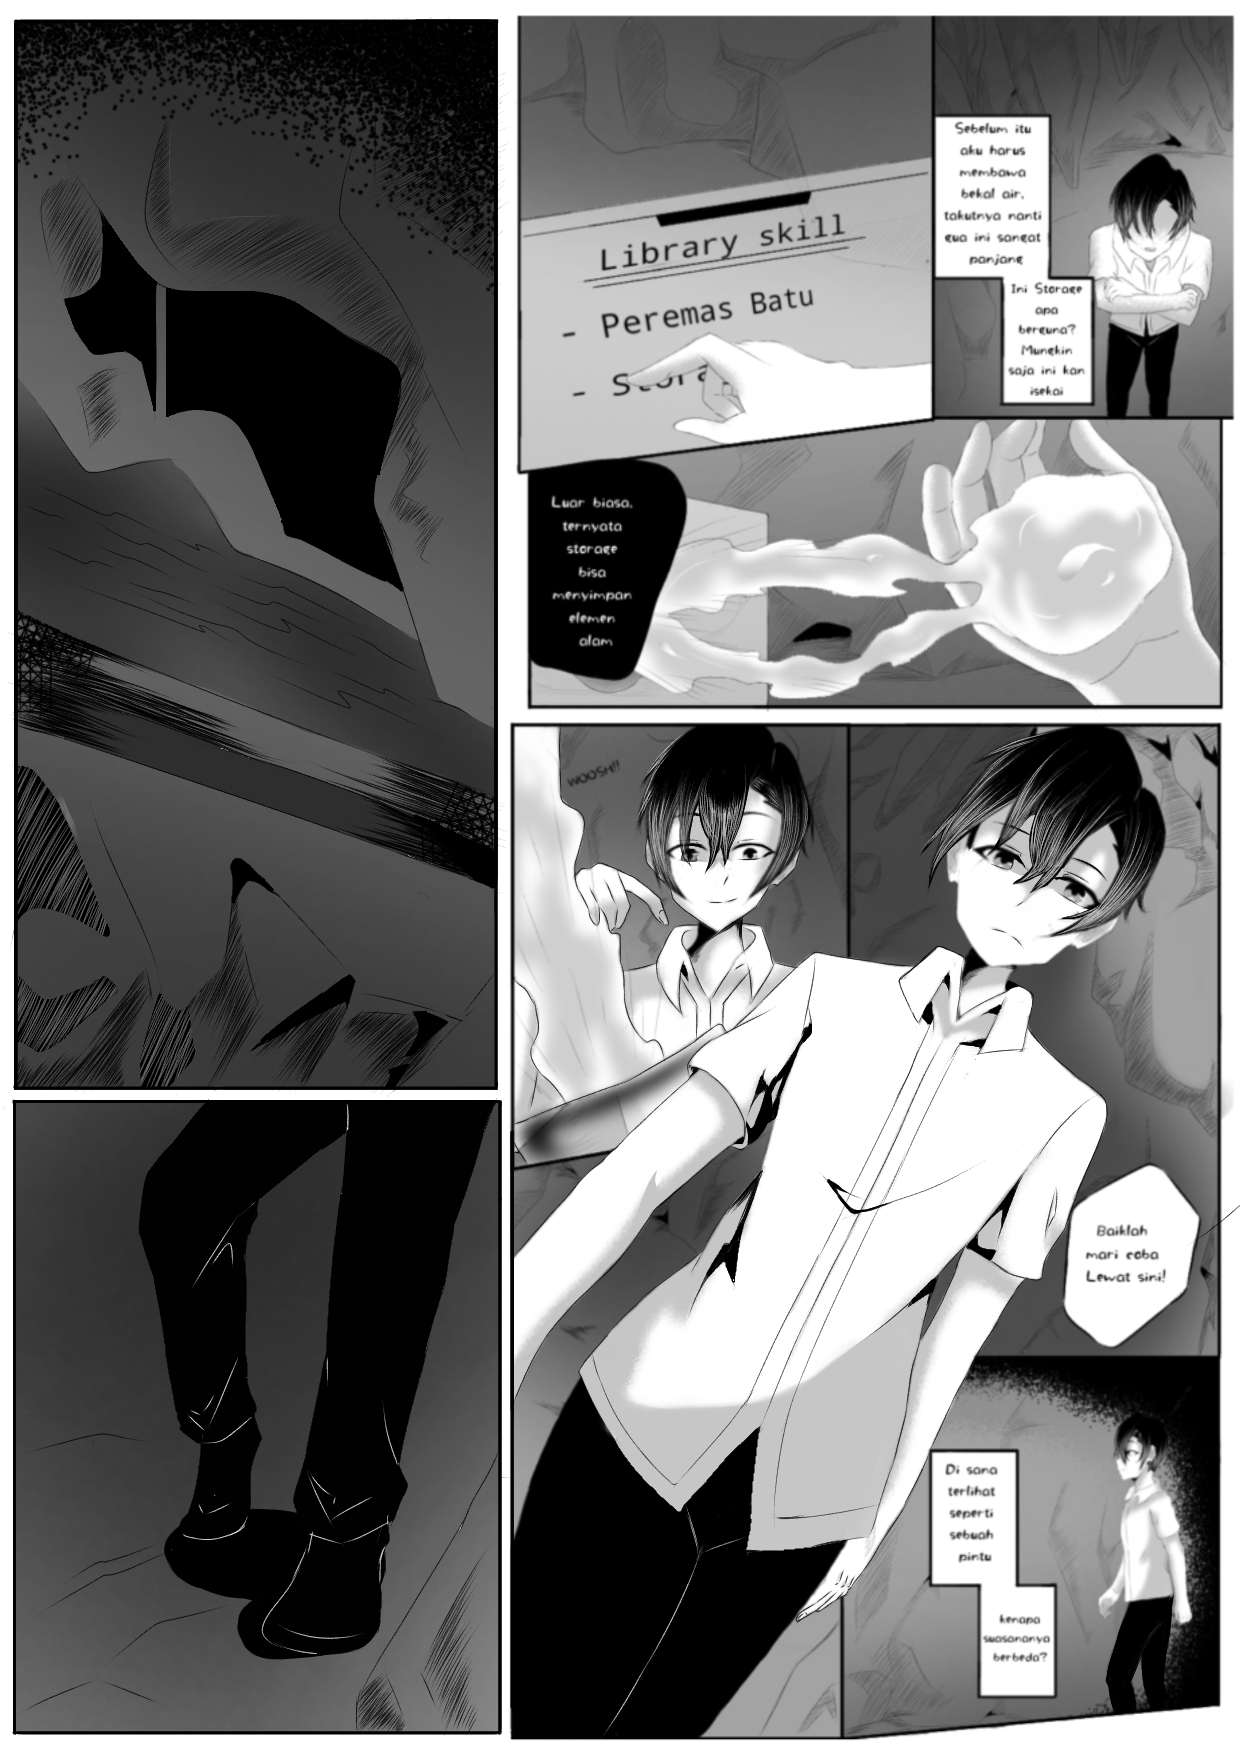 Library skill
- Peremas Batu
- Stora
Sebelum itu
aku harus
membawa
bekal air,
takutnya nanti
gua ini sangat
panjang
Ini Storage
apa
berguna?
Mungkin
saja ini kan
isekai
Luar biasa,
ternyata
storage
bisa
menyimpan
elemen
alam
WOOSH!!
Baiklah
mari coba
Lewat sini!
Di sana
terlihat
seperti
sebuah
pintu
kenapa
suasananya
berbeda?